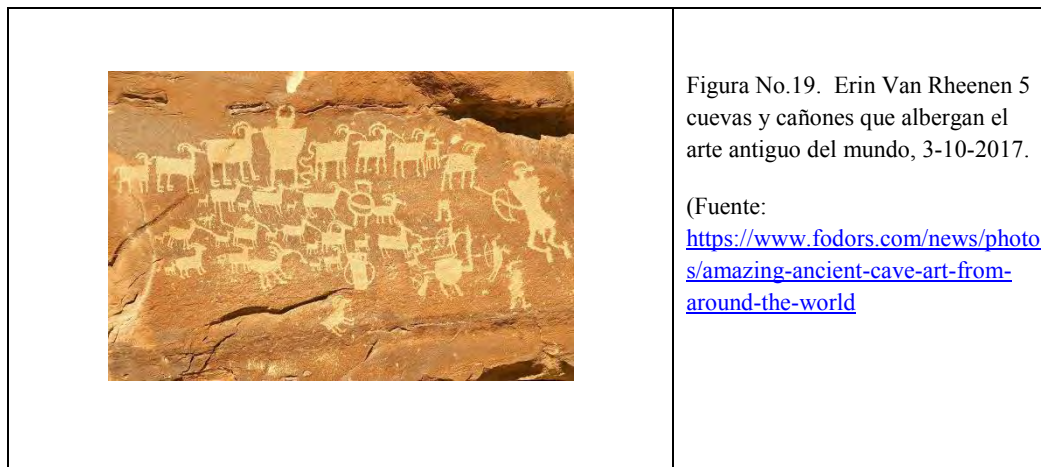 Figura No.19.  Erin Van Rheenen 5
cuevas y cañones que albergan el
arte antiguo del mundo, 3-10-2017.
(Fuente:
https://www.fodors.com/news/photo
s/amazing-ancient-cave-art-from-
around-the-world